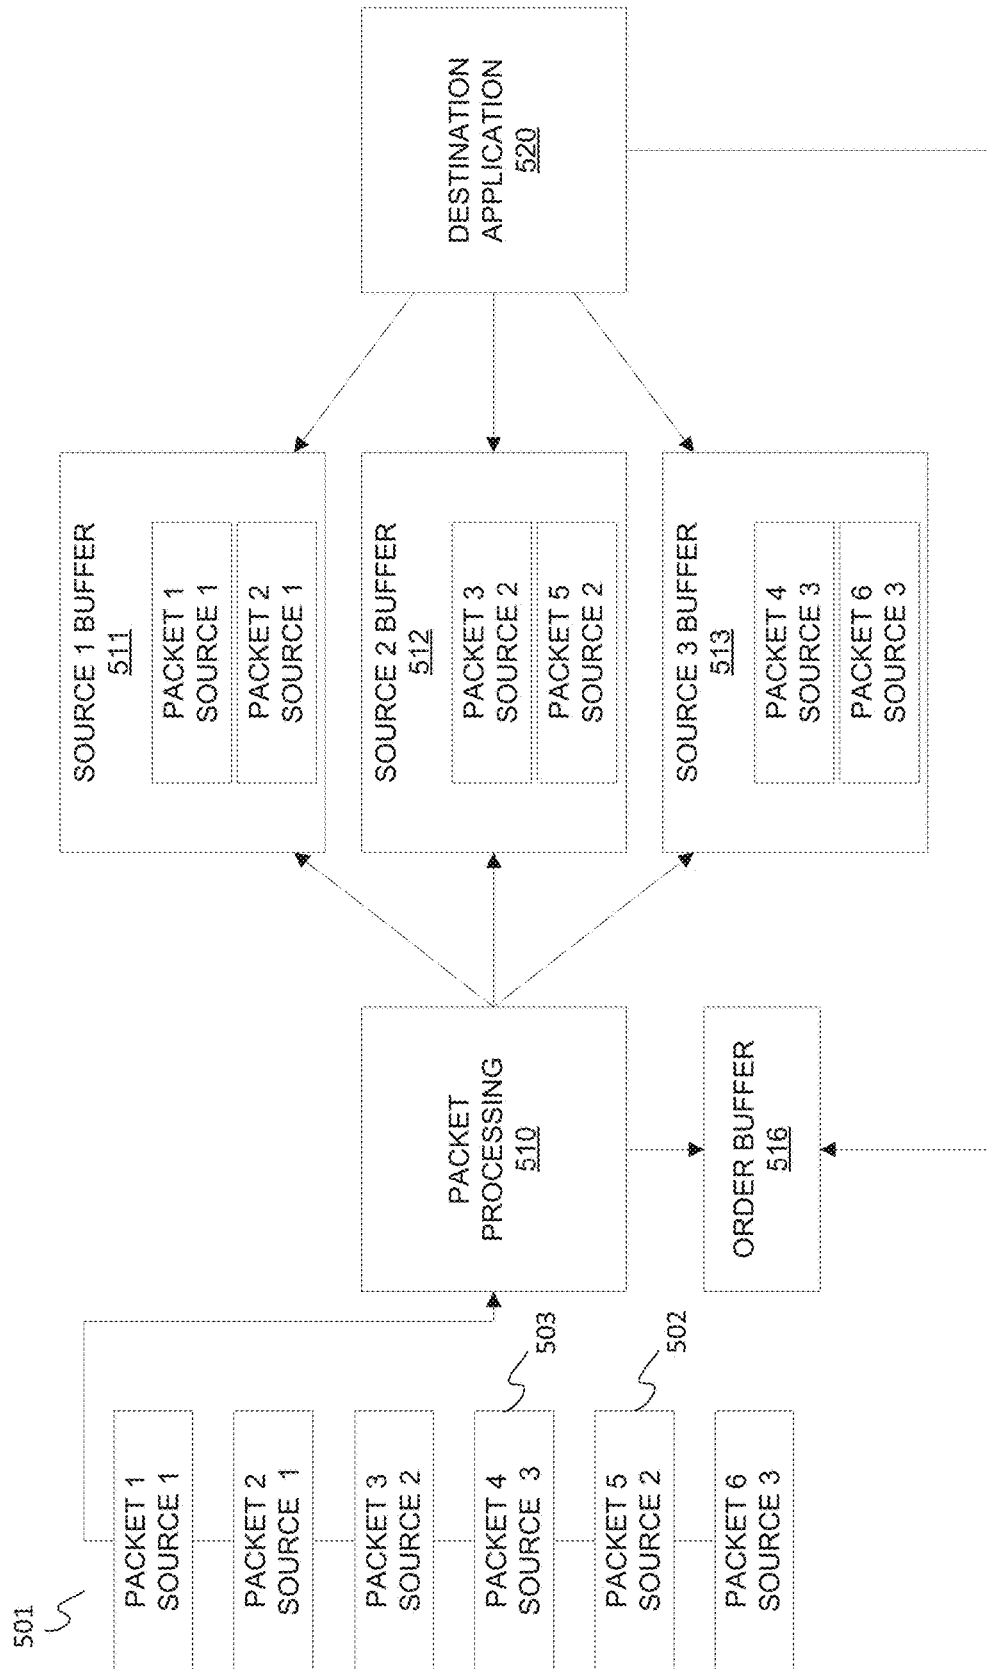 501
PACKET 1
SOURCE 1
PACKET 2
SOURCE 1
PACKET 3
SOURCE 2
PACKET 4
SOURCE 3
503
PACKET 5
SOURCE 2
502
PACKET 6
SOURCE 3
PACKET
PROCESSING
510
ORDER BUFFER
516
SOURCE 1 BUFFER
511
PACKET 1
SOURCE 1
PACKET 2
SOURCE 1
SOURCE 2 BUFFER
512
PACKET 3
SOURCE 2
PACKET 5
SOURCE 2
SOURCE 3 BUFFER
513
PACKET 4
SOURCE 3
PACKET 6
SOURCE 3
DESTINATION
APPLICATION
520